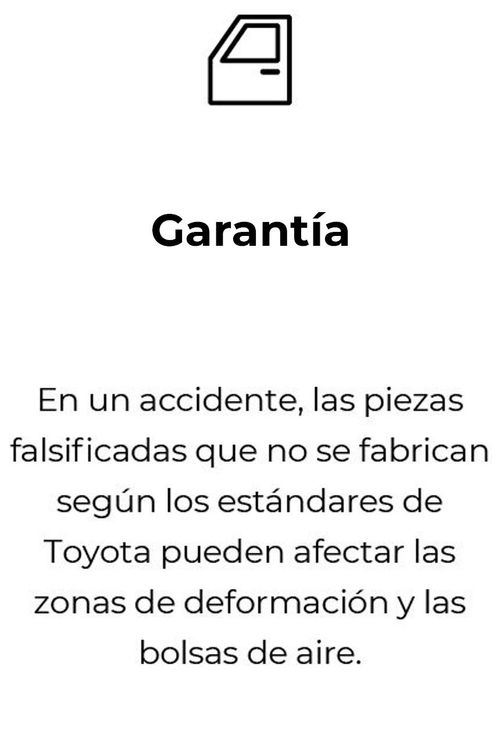 Garantía
En un accidente, las piezas
falsificadas que no se fabrican
según los estándares de
Toyota pueden afectar las
zonas de deformación y las
bolsas de aire.